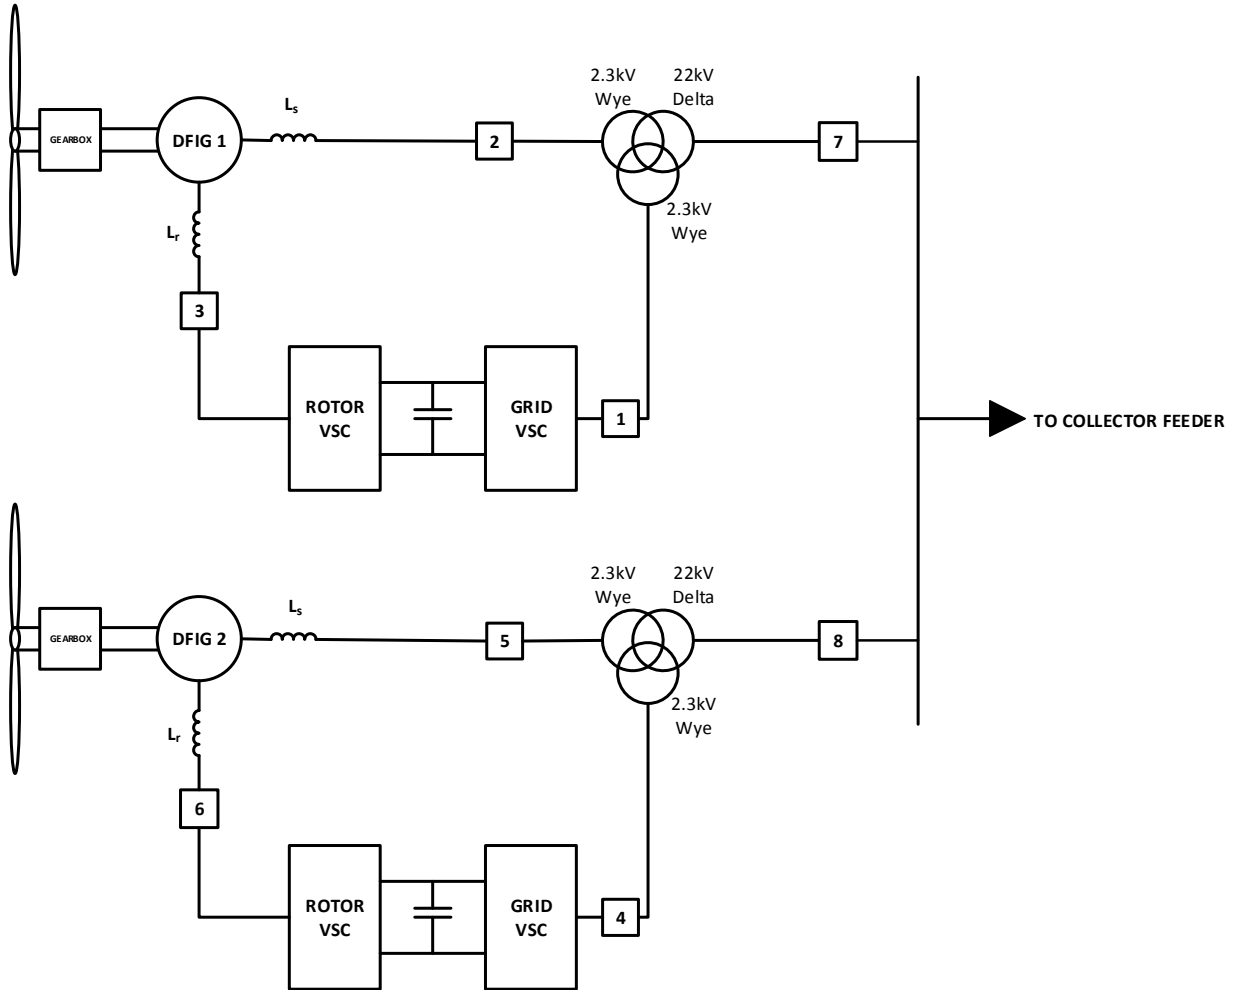 2.3kV
Wye
22kV
Delta
Lₛ
GEARBOX
DFIG 1
2
7
2.3kV
Wye
Lᵣ
3
ROTOR
VSC
GRID
VSC
1
TO COLLECTOR FEEDER
2.3kV
Wye
22kV
Delta
Lₛ
GEARBOX
DFIG 2
5
8
2.3kV
Wye
Lᵣ
6
ROTOR
VSC
GRID
VSC
4